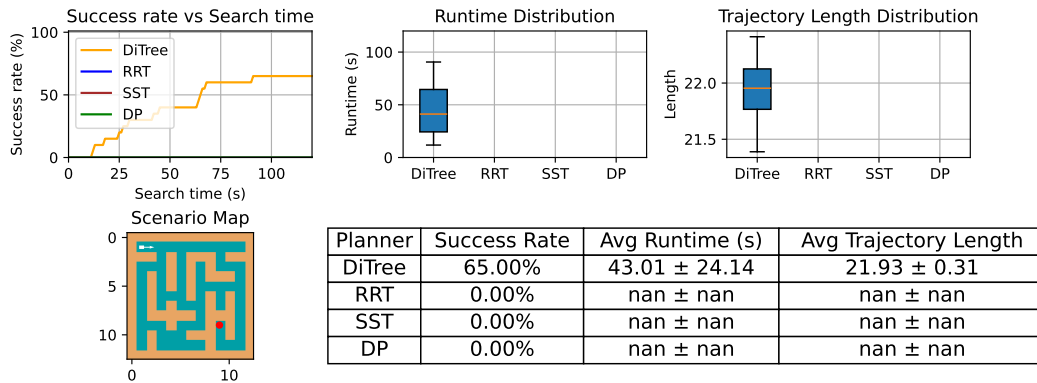 Success rate vs Search time
Success rate (%)
100
50
0
DiTree
RRT
SST
DP
0 25 50 75 100
Search time (s)
Runtime Distribution
Runtime (s)
100
50
0
DiTree RRT SST DP
Trajectory Length Distribution
Length
22.0
21.5
DiTree RRT SST DP
Scenario Map
0
5
10
0 10
Planner Success Rate Avg Runtime (s) Avg Trajectory Length
DiTree 65.00% 43.01 ± 24.14 21.93 ± 0.31
RRT 0.00% nan ± nan nan ± nan
SST 0.00% nan ± nan nan ± nan
DP 0.00% nan ± nan nan ± nan